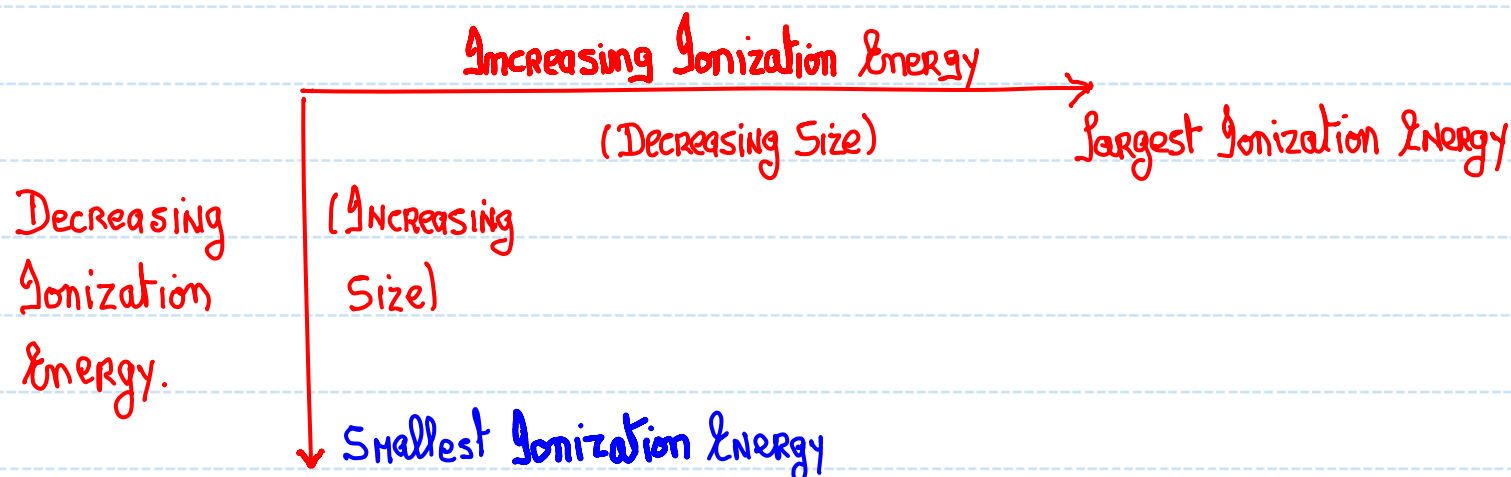 Increasing Ionization Energy
(Decreasing Size)
Largest Ionization Energy
Decreasing
Ionization
Energy.
(Increasing
Size)
Smallest Ionization Energy